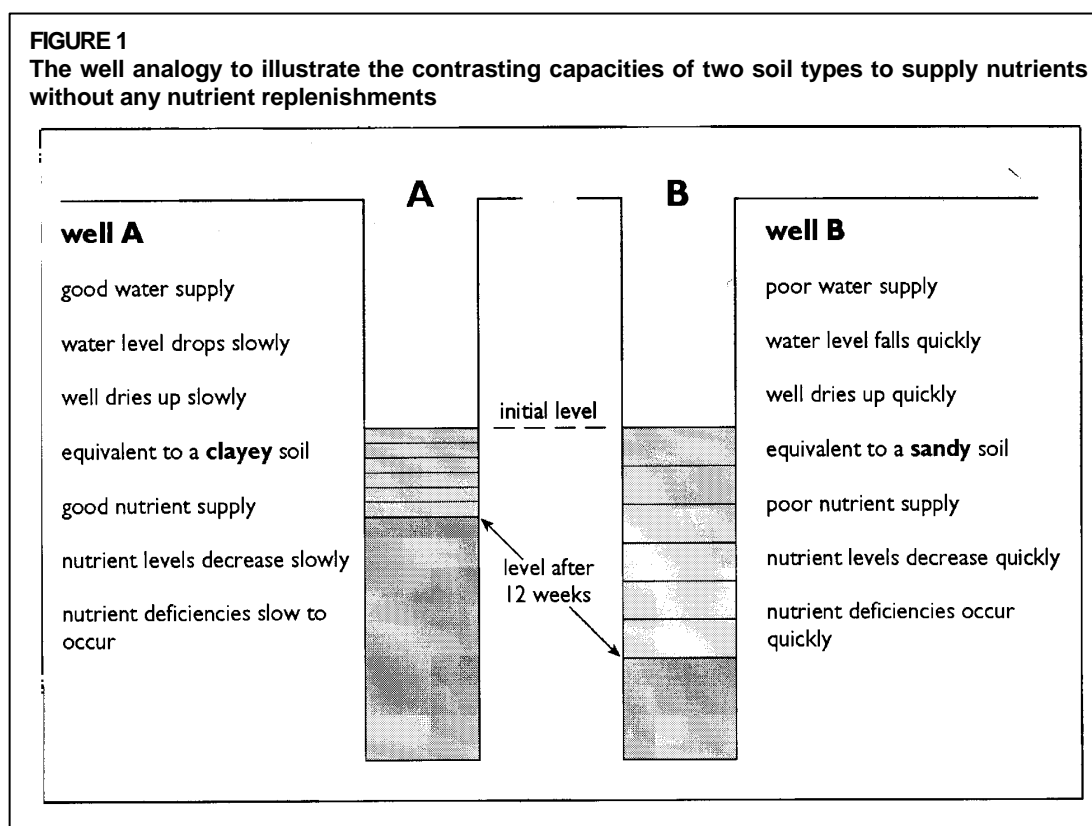 FIGURE 1
The well analogy to illustrate the contrasting capacities of two soil types to supply nutrients
without any nutrient replenishments
A
B
well A
good water supply
water level drops slowly
well dries up slowly
equivalent to a clayey soil
good nutrient supply
nutrient levels decrease slowly
nutrient deficiencies slow to
occur
initial level
level after
12 weeks
well B
poor water supply
water level falls quickly
well dries up quickly
equivalent to a sandy soil
poor nutrient supply
nutrient levels decrease quickly
nutrient deficiencies occur
quickly